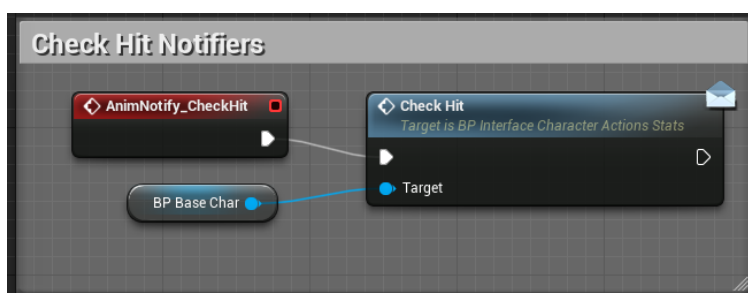 Check Hit Notifiers
AnimNotify_CheckHit
Check Hit
Target is BP Interface Character Actions Stats
Target
BP Base Char